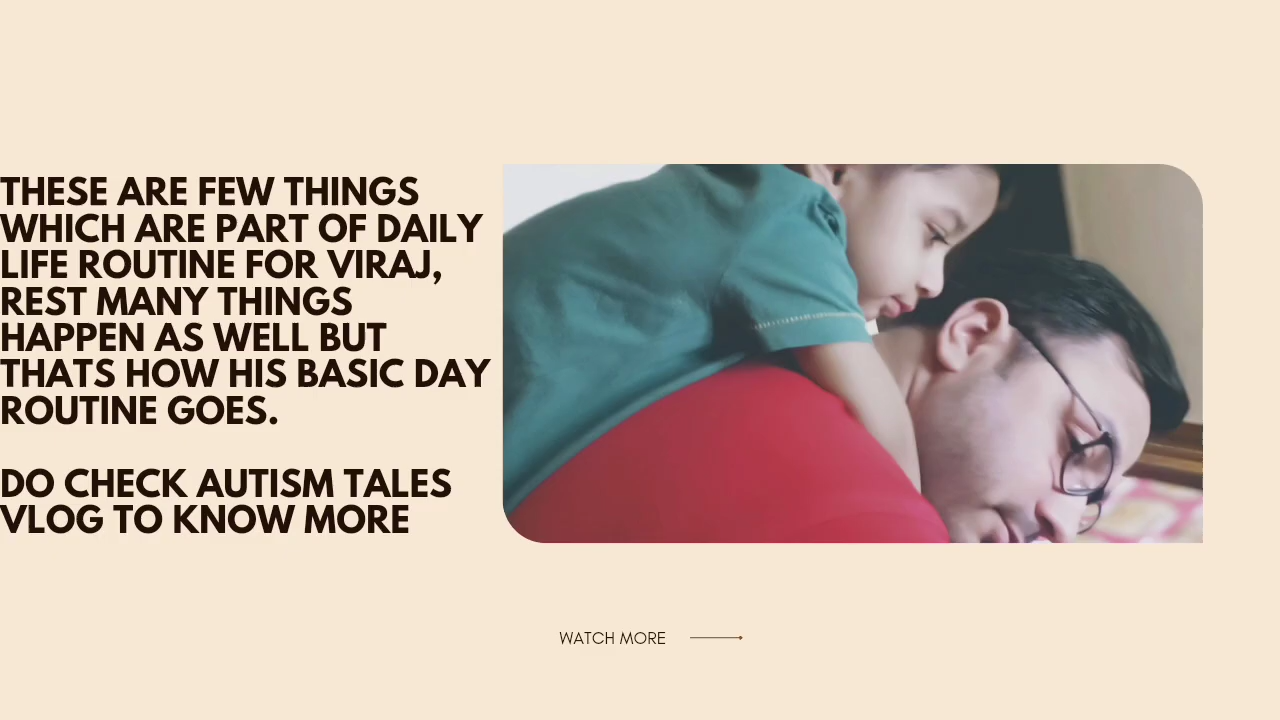 THESE ARE FEW THINGS
WHICH ARE PART OF DAILY
LIFE ROUTINE FOR VIRAJ,
REST MANY THINGS
HAPPEN AS WELL BUT
THATS HOW HIS BASIC DAY
ROUTINE GOES.
DO CHECK AUTISM TALES
VLOG TO KNOW MORE
WATCH MORE